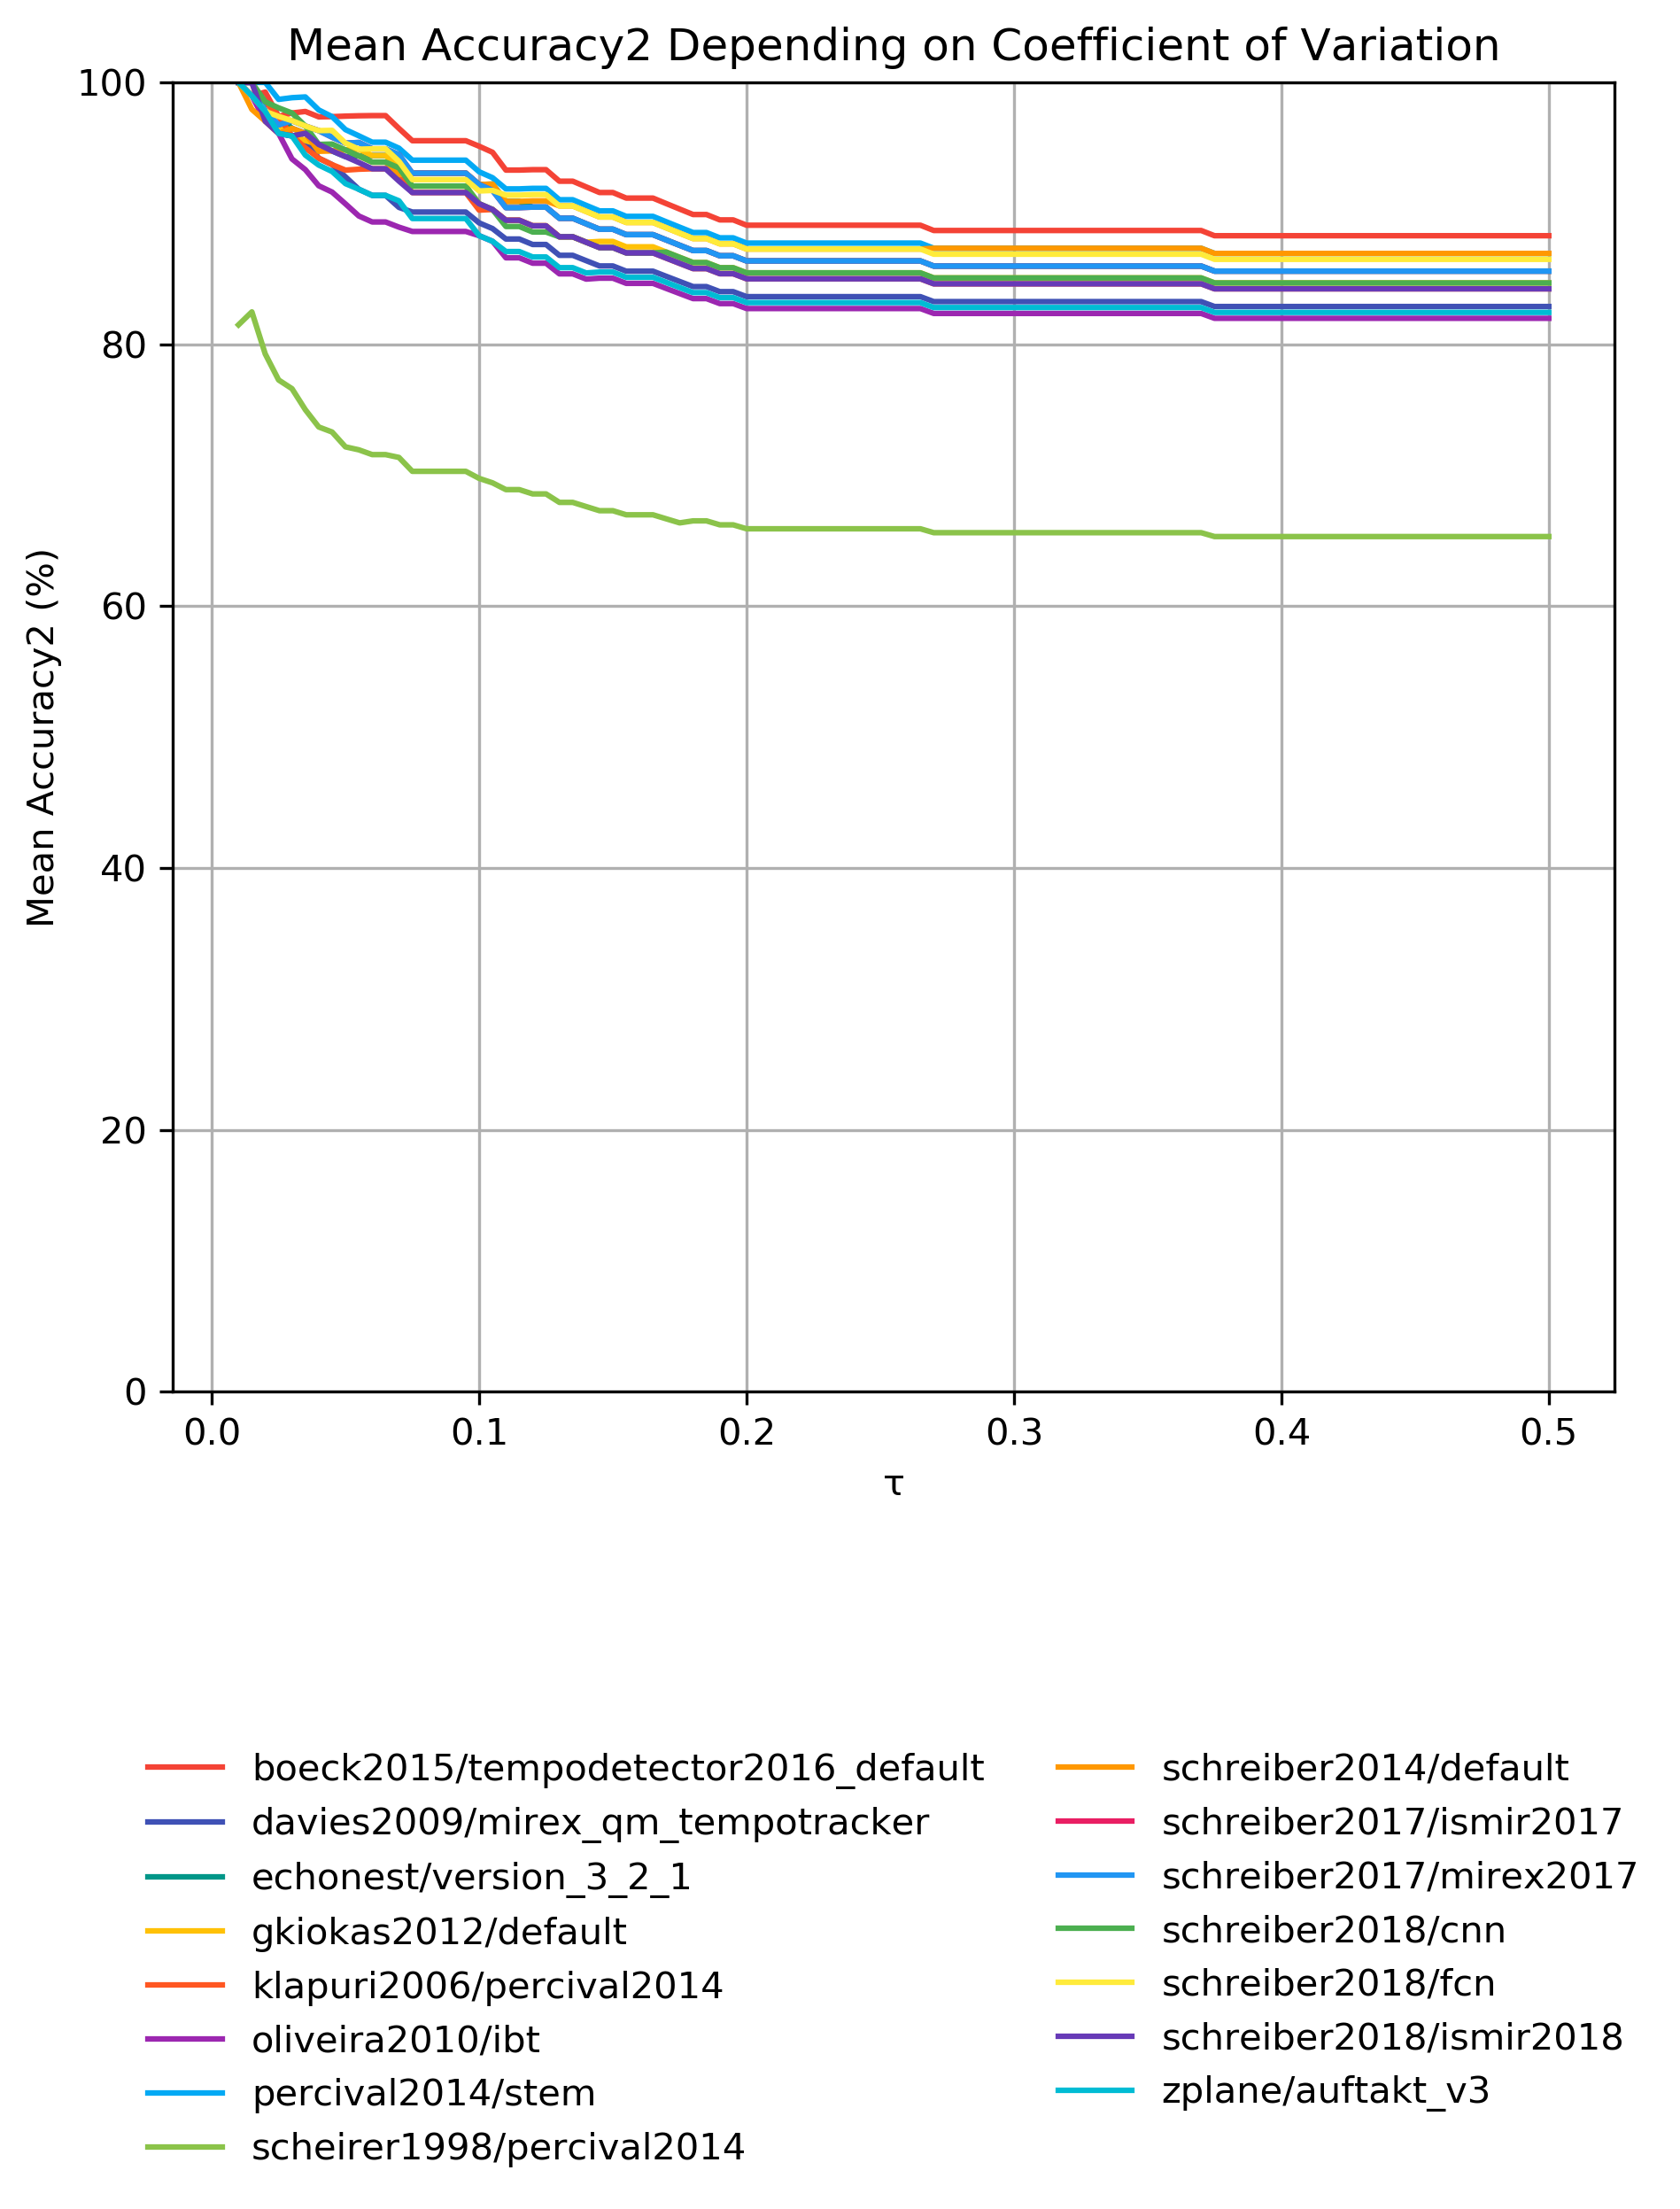 Mean Accuracy2 Depending on Coefficient of Variation
100
80
60
40
20
0
Mean Accuracy2 (%)
0.0 0.1 0.2 0.3 0.4 0.5
τ
boeck2015/tempodetector2016_default
davies2009/mirex_qm_tempotracker
echonest/version_3_2_1
gkiokas2012/default
klapuri2006/percival2014
oliveira2010/ibt
percival2014/stem
scheirer1998/percival2014
schreiber2014/default
schreiber2017/ismir2017
schreiber2017/mirex2017
schreiber2018/cnn
schreiber2018/fcn
schreiber2018/ismir2018
zplane/auftakt_v3